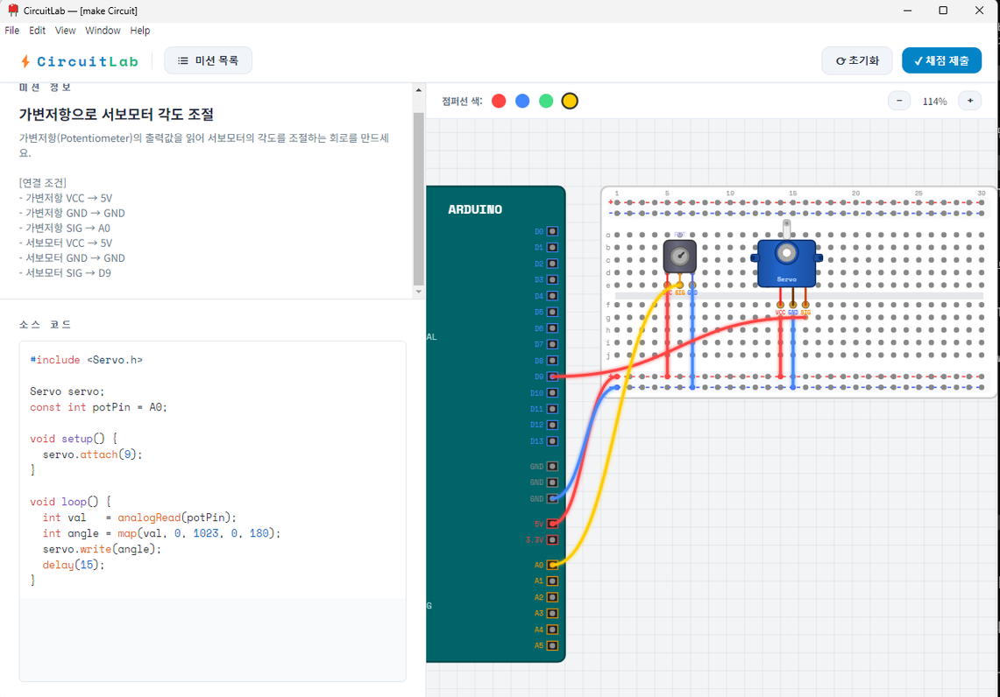 CircuitLab — [make Circuit]
File Edit View Window Help
CircuitLab
미션 목록
초기화
✓ 채점 제출
미션 정보
가변저항으로 서보모터 각도 조절
가변저항(Potentiometer)의 출력값을 읽어 서보모터의 각도를 조절하는 회로를 만드세
요.
[연결 조건]
- 가변저항 VCC → 5V
- 가변저항 GND → GND
- 가변저항 SIG → A0
- 서보모터 VCC → 5V
- 서보모터 GND → GND
- 서보모터 SIG → D9
소스 코드
#include <Servo.h>
Servo servo;
const int potPin = A0;
void setup() {
servo.attach(9);
}
void loop() {
int val   = analogRead(potPin);
int angle = map(val, 0, 1023, 0, 180);
servo.write(angle);
delay(15);
}
점퍼선 색:
− 114% +
ARDUINO
D0
D1
D2
D3
D4
D5
D6
D7
D8
D9
D10
D11
D12
D13
GND
GND
GND
5V
3.3V
A0
A1
A2
A3
A4
A5
AL
G
1 5 10 15 20 25 30
+
-
a
b
c
d
e
f
g
h
i
j
SIG
Servo
VCC GND SIG